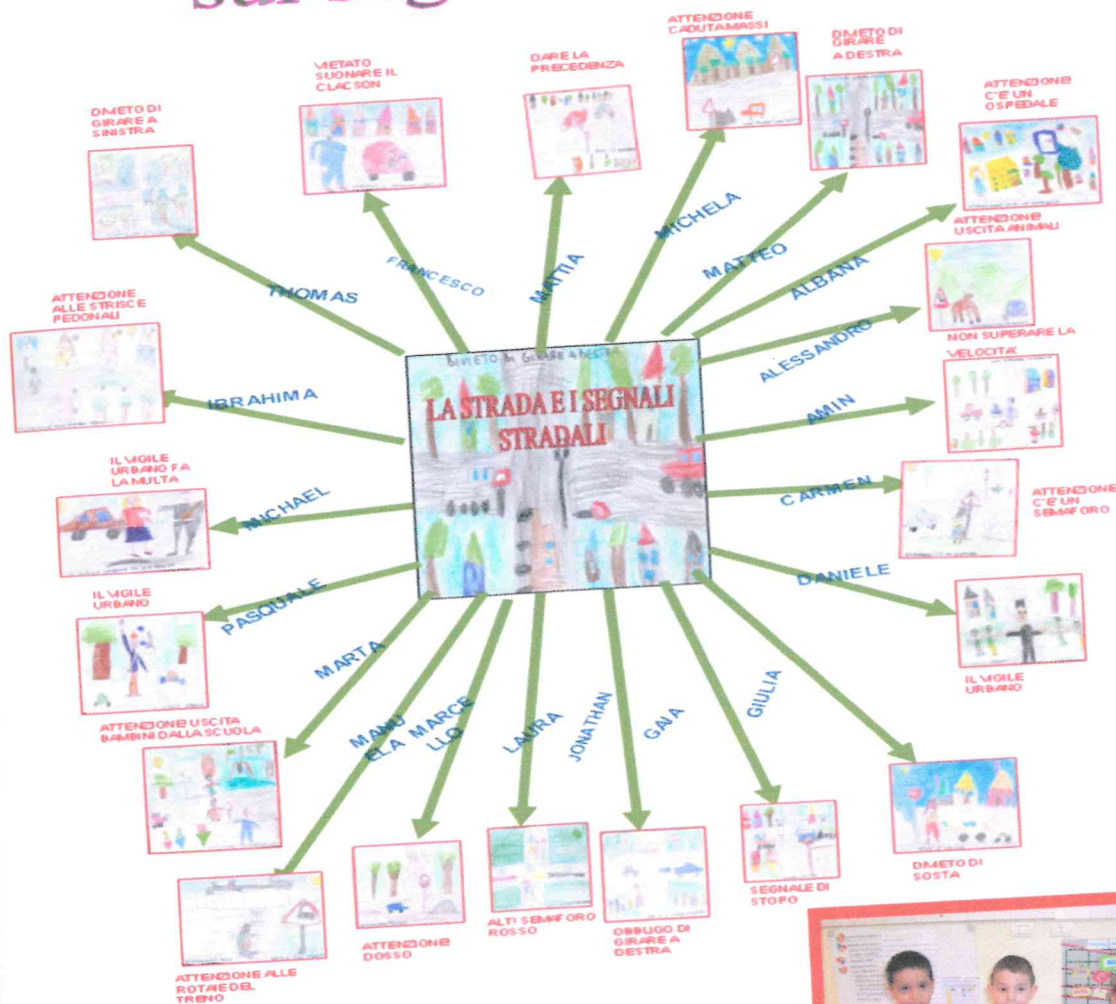 ATTENZIONE
CADUTA MASSI
DIVIETO DI
GIRARE
A DESTRA
DARE LA
PRECEDENZA
VIETATO
SUONARE IL
CLACSON
DIVIETO DI
GIRARE A
SINISTRA
ATTENZIONE
C'E' UN
OSPEDALE
ATTENZIONE
USCITA ANIMALI
ATTENZIONE
ALLE STRISCE
PEDONALI
NON SUPERARE LA
VELOCITA'
THOMAS
FRANCESCO
MATTIA
MICHELA
MATTEO
ALBANA
ALESSANDRO
AMIN
IBRAHIMA
DIVIETO DI GIRARE A DESTRA
LA STRADA E I SEGNALI
STRADALI
IL VIGILE
URBANO FA
LA MULTA
MICHAEL
CARMEN
ATTENZIONE
C'E' UN
SEMAFORO
IL VIGILE
URBANO
PASQUALE
DANIELE
IL VIGILE
URBANO
MARTA
MANU
ELA
MARCE
LLO
LAURA
JONATHAN
GAIA
GIULIA
ATTENZIONE USCITA
BAMBINI DALLA SCUOLA
ATTENZIONE ALLE
ROTAIE DEL
TRENO
ATTENZIONE
DOSSO
ALT! SEMAFORO
ROSSO
OBBLIGO DI
GIRARE A
DESTRA
SEGNALE DI
STOPO
DIVIETO DI
SOSTA